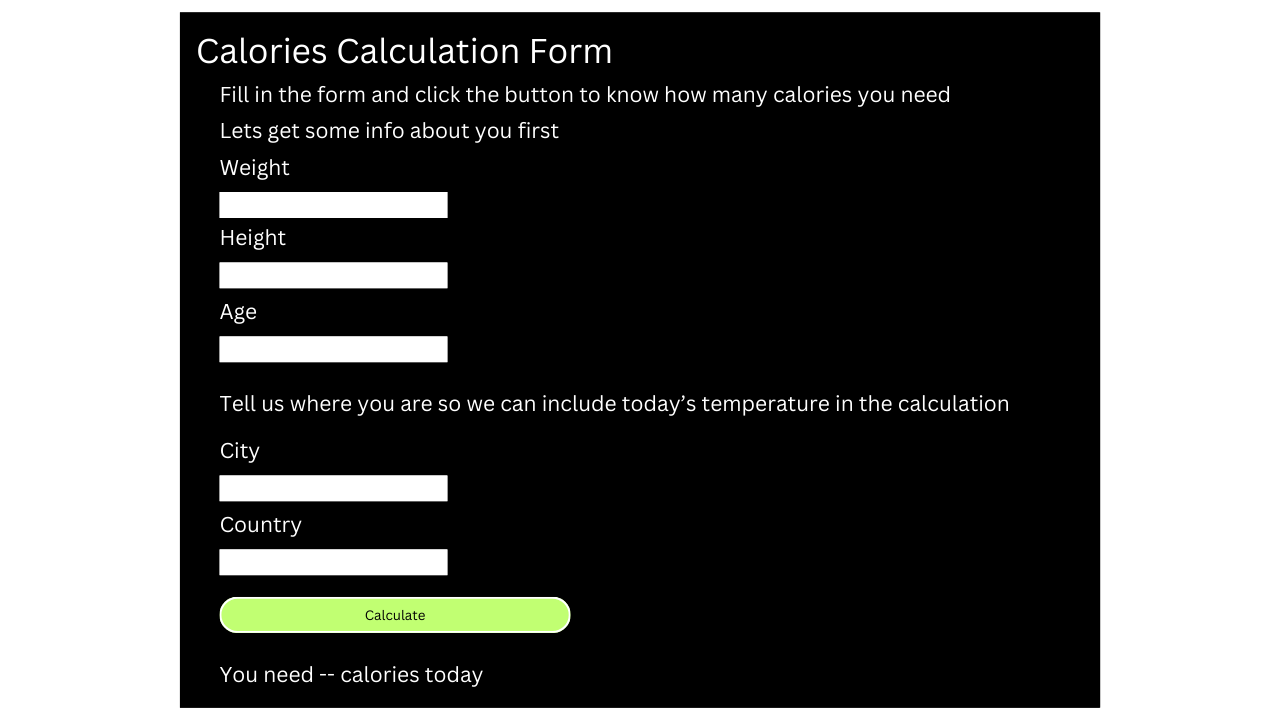 Calories Calculation Form
Fill in the form and click the button to know how many calories you need
Lets get some info about you first
Weight
Height
Age
Tell us where you are so we can include today’s temperature in the calculation
City
Country
Calculate
You need -- calories today